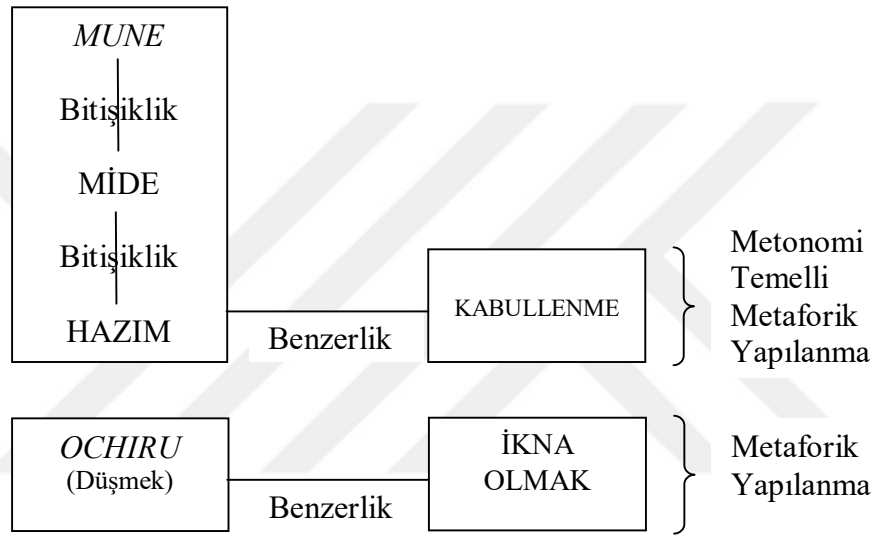 MUNE
Bitişiklik
MİDE
Bitişiklik
HAZIM
Benzerlik
KABULLENME
Metonomi
Temelli
Metaforik
Yapılanma
OCHIRU
(Düşmek)
Benzerlik
İKNA
OLMAK
Metaforik
Yapılanma